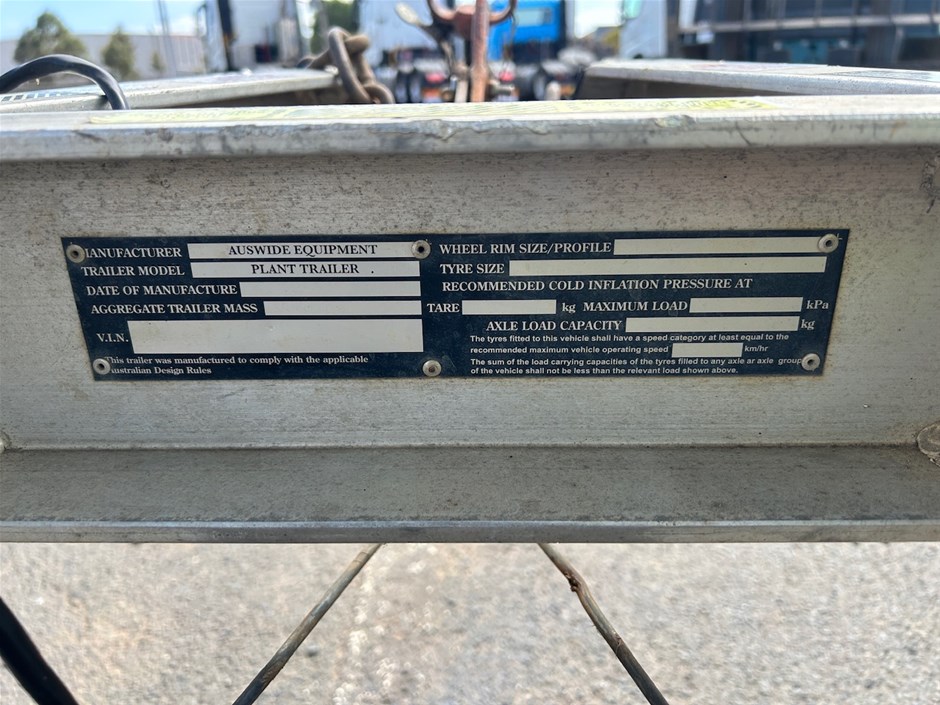 MANUFACTURER AUSWIDE EQUIPMENT
TRAILER MODEL PLANT TRAILER
DATE OF MANUFACTURE
AGGREGATE TRAILER MASS
TARE kg
V.I.N.
This trailer was manufactured to comply with the applicable
Australian Design Rules
WHEEL RIM SIZE/PROFILE
TYRE SIZE
RECOMMENDED COLD INFLATION PRESSURE AT
MAXIMUM LOAD kPa
AXLE LOAD CAPACITY kg
The tyres fitted to this vehicle shall have a speed category at least equal to the
recommended maximum vehicle operating speed km/hr
The sum of the load carrying capacities of the tyres filled to any axle ar axle group
of the vehicle shall not be less than the relevant load shown above.